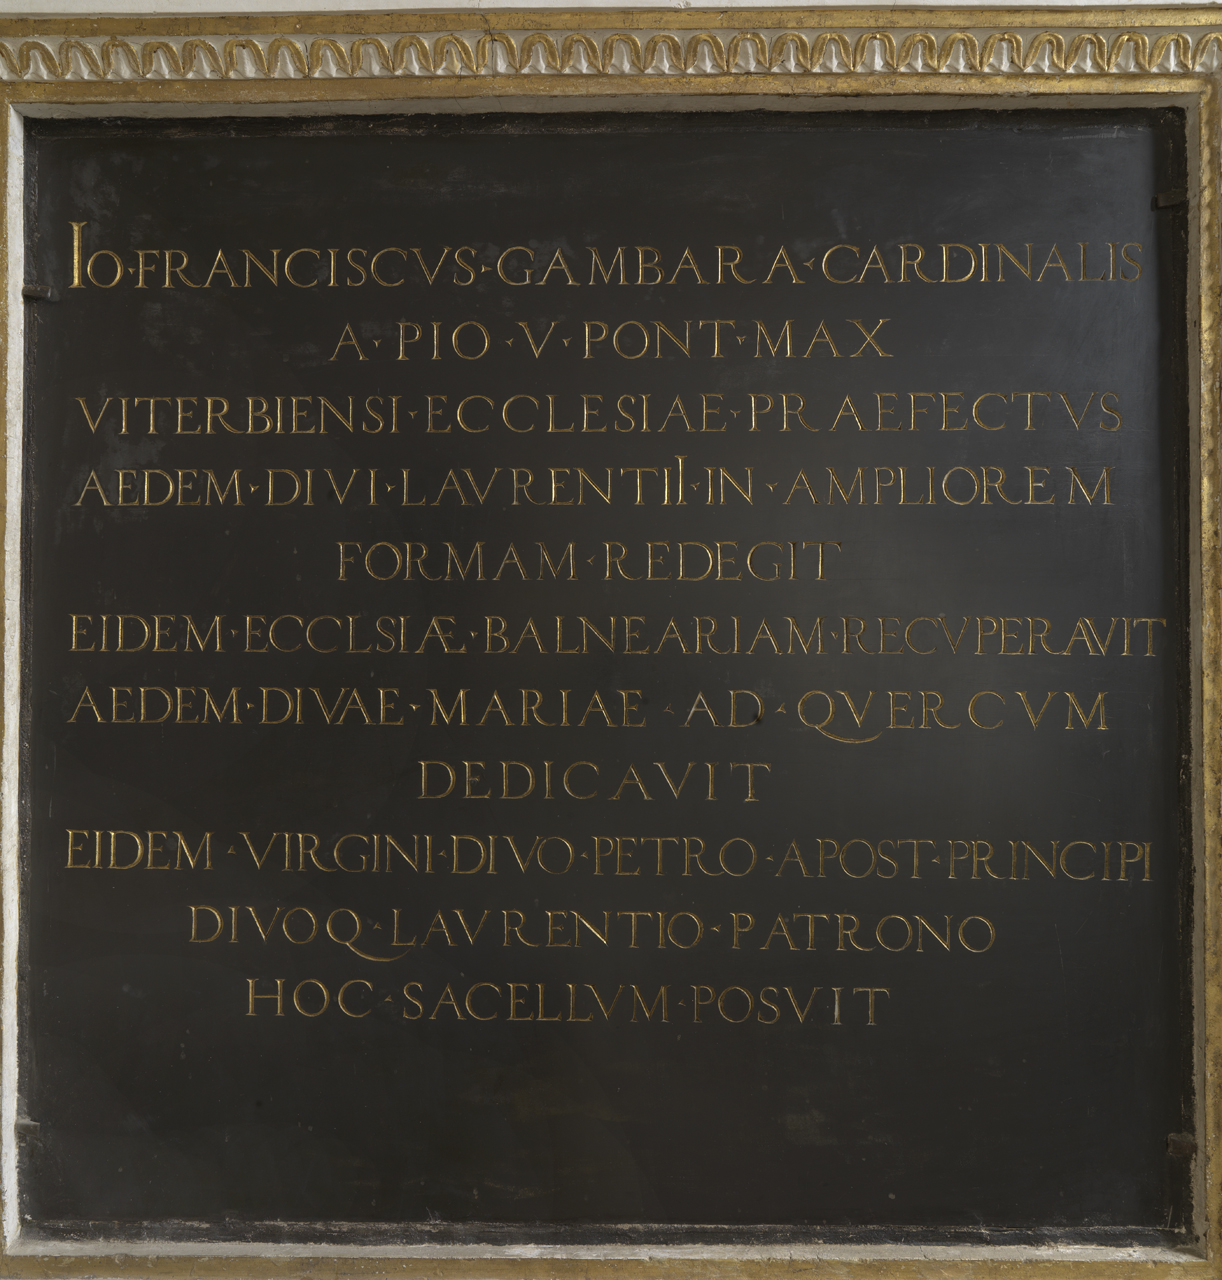 IO·FRANCISCVS·GAMBARA·CARDINALIS
A·PIO·V·PONT·MAX
VITERBIENSI·ECCLESIAE·PRAEFECTVS
AEDEM·DIVI·LAVRENTII·IN·AMPLIOREM
FORMAM·REDEGIT
EIDEM·ECCLSIÆ·BALNEARIAM·RECVPERAVIT
AEDEM·DIVAE·MARIAE·AD·QVERCVM
DEDICAVIT
EIDEM·VIRGINI·DIVO·PETRO·APOST·PRINCIPI
DIVOQ·LAVRENTIO·PATRONO
HOC·SACELLVM·POSVIT